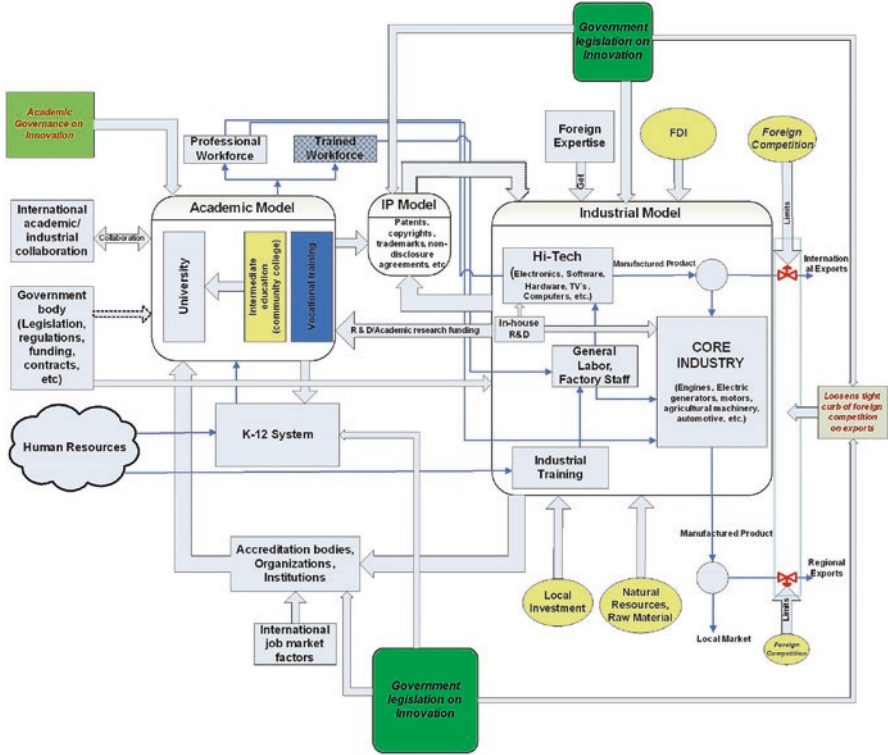 Government
legislation on
Innovation
Academic
Governance on
Innovation
Professional
Workforce
Trained
Workforce
Foreign
Expertise
FDI
Foreign
Competition
Get
Limits
International
academic/
industrial
collaboration
Collaboration
Academic Model
University
Intermediate
education
(community college)
Vocational training
IP Model
Patents,
copyrights ,
trademarks, non-
disclosure
agreements, etc
Industrial Model
Hi-Tech
(Electronics, Software,
Hardware, TV's,
Computers, etc.)
Manufactured Product
Internation
al Exports
Government
body
(Legislation,
regulations,
funding,
contracts,
etc)
R & D/Academic research funding
In-house
R&D
General
Labor,
Factory Staff
CORE
INDUSTRY
(Engines, Electric
generators, motors,
agricultural machinery,
automotive, etc.)
Loosens tight
curb of foreign
competition
on exports
Human Resources
K-12 System
Industrial
Training
Manufactured Product
Accreditation bodies,
Organizations,
Institutions
Local
Investment
Natural
Resources,
Raw Material
Regional
Exports
Limits
Local Market
Foreign
Competition
International
job market
factors
Government
legislation on
Innovation